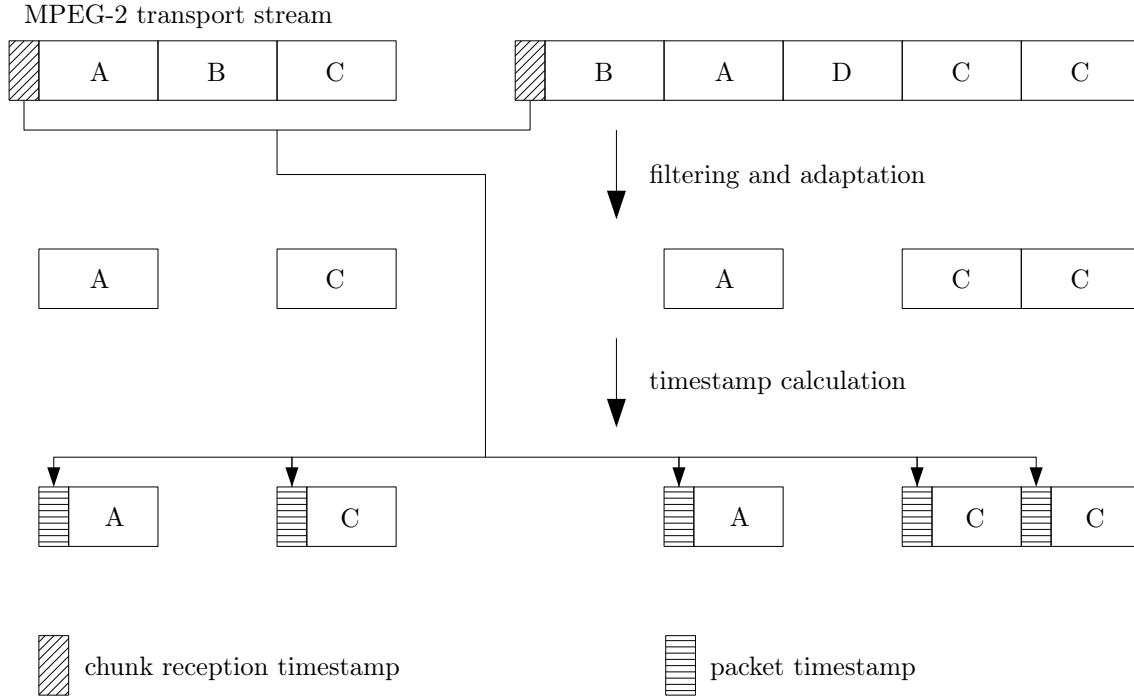 MPEG-2 transport stream
A B C B A D C C
filtering and adaptation
A C A C C
timestamp calculation
A C A C C
chunk reception timestamp packet timestamp